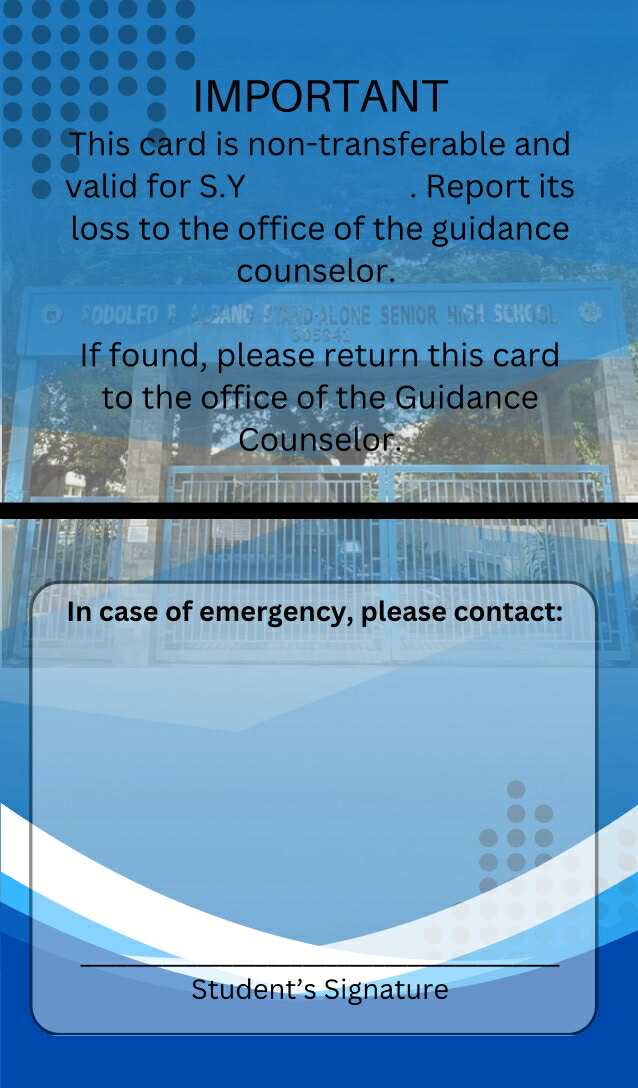 IMPORTANT
This card is non-transferable and
valid for S.Y . Report its
loss to the office of the guidance
counselor.
RODOLFO B ALBANO STAND-ALONE SENIOR HIGH SCHOOL
If found, please return this card
to the office of the Guidance
Counselor.
In case of emergency, please contact:
Student’s Signature